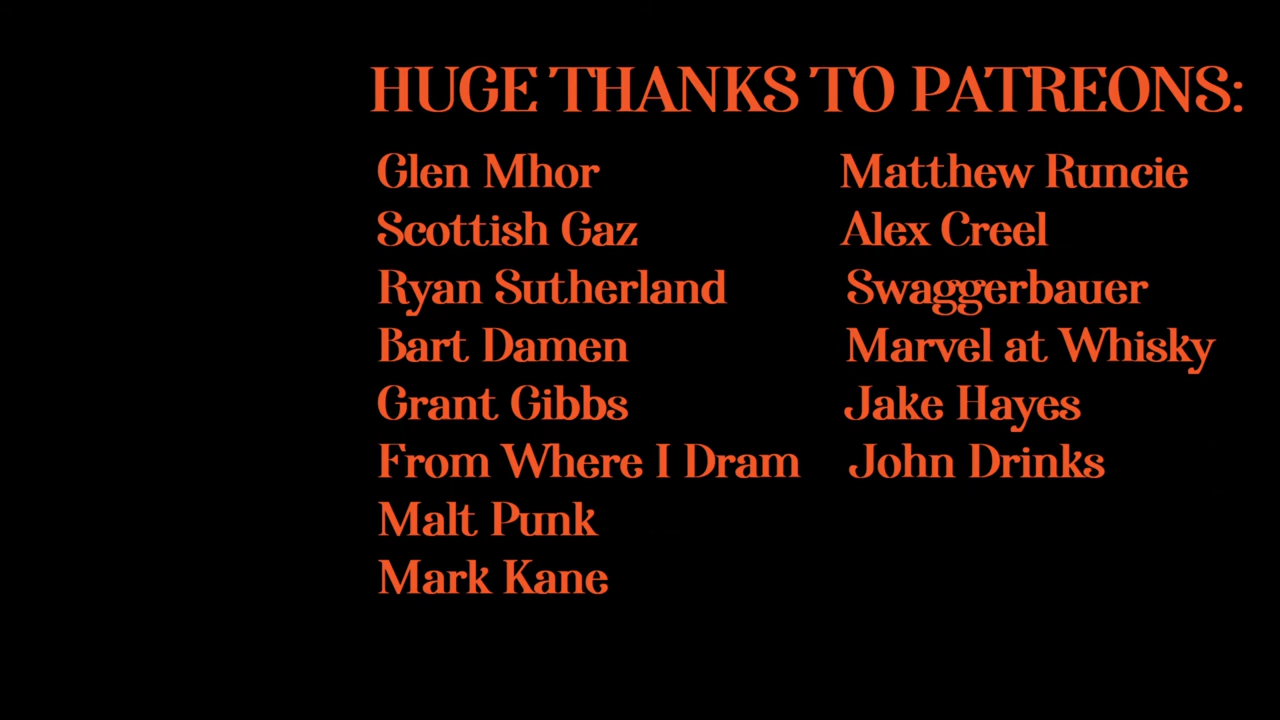 HUGE THANKS TO PATREONS:
Glen Mhor
Scottish Gaz
Ryan Sutherland
Bart Damen
Grant Gibbs
From Where I Dram
Malt Punk
Mark Kane
Matthew Runcie
Alex Creel
Swaggerbauer
Marvel at Whisky
Jake Hayes
John Drinks